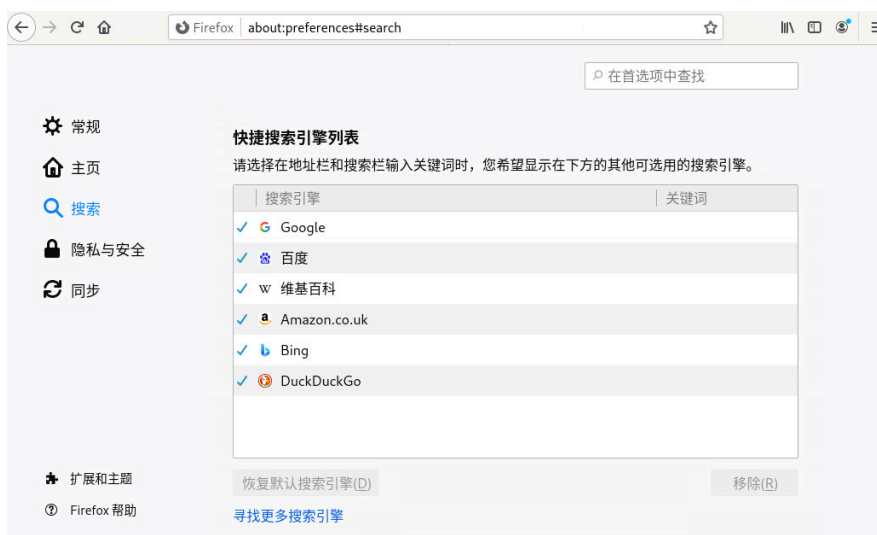 Firefox about:preferences#search
在首选项中查找
常规
主页
搜索
隐私与安全
同步
扩展和主题
Firefox 帮助
快捷搜索引擎列表
请选择在地址栏和搜索栏输入关键词时，您希望显示在下方的其他可选用的搜索引擎。
搜索引擎 关键词
Google
百度
维基百科
Amazon.co.uk
Bing
DuckDuckGo
恢复默认搜索引擎(D) 移除(R)
寻找更多搜索引擎